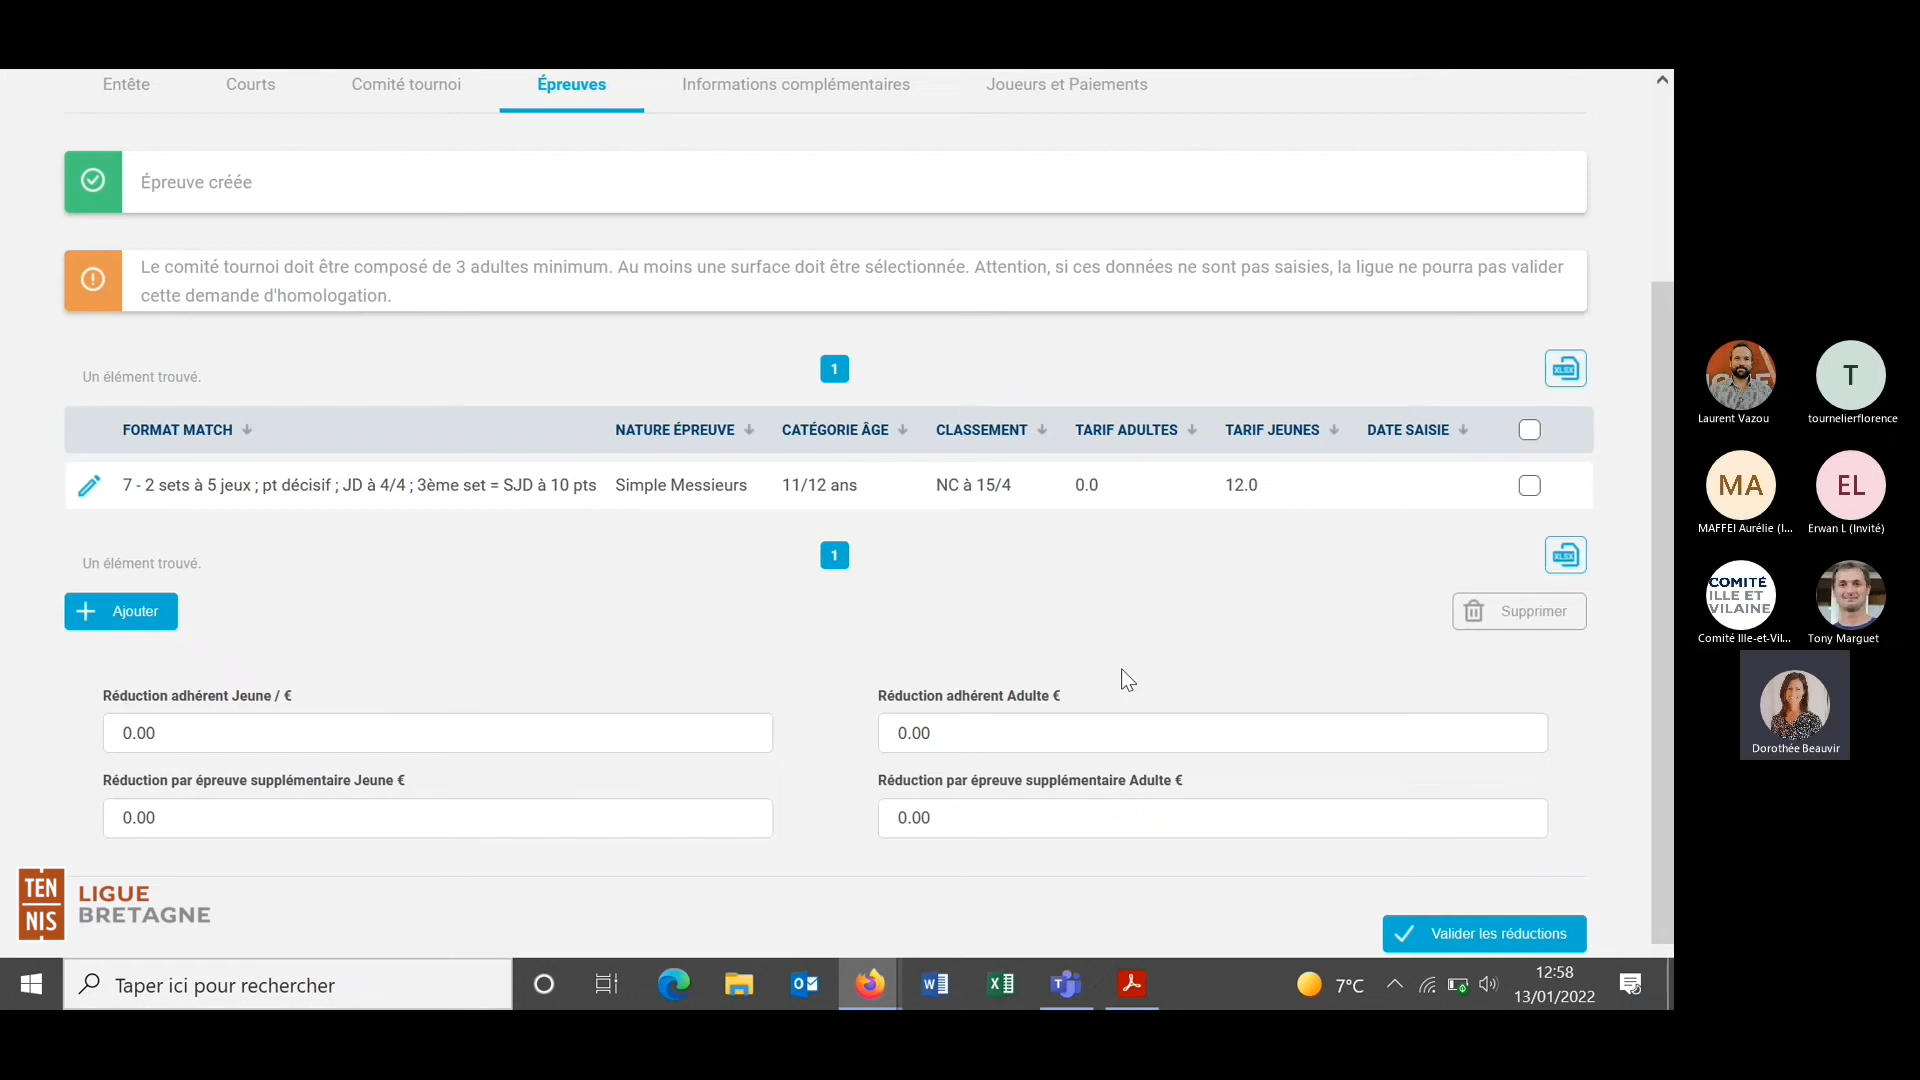 Entête Courts Comité tournoi Épreuves Informations complémentaires Joueurs et Paiements
Épreuve créée
Le comité tournoi doit être composé de 3 adultes minimum. Au moins une surface doit être sélectionnée. Attention, si ces données ne sont pas saisies, la ligue ne pourra pas valider
cette demande d'homologation.
Un élément trouvé. 1 XLSX
FORMAT MATCH NATURE ÉPREUVE CATÉGORIE ÂGE CLASSEMENT TARIF ADULTES TARIF JEUNES DATE SAISIE
7 - 2 sets à 5 jeux ; pt décisif ; JD à 4/4 ; 3ème set = SJD à 10 pts Simple Messieurs 11/12 ans NC à 15/4 0.0 12.0
Un élément trouvé. 1 XLSX
Ajouter Supprimer
Réduction adhérent Jeune / € Réduction adhérent Adulte €
0.00 0.00
Réduction par épreuve supplémentaire Jeune € Réduction par épreuve supplémentaire Adulte €
0.00 0.00
TEN
NIS
LIGUE
BRETAGNE
Valider les réductions
Taper ici pour rechercher
7°C
12:58
13/01/2022
Laurent Vazou
T
tournelierflorence
MA
MAFFEI Aurélie (I...
EL
Erwan L (Invité)
COMITÉ
ILLE ET
VILAINE
Comité Ille-et-Vil...
Tony Marguet
Dorothée Beauvir